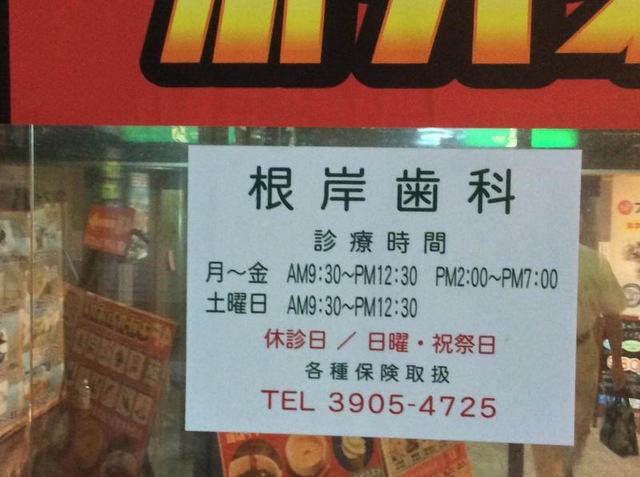 根岸歯科
診療時間
月～金 AM9:30～PM12:30 PM2:00～PM7:00
土曜日 AM9:30～PM12:30
休診日／日曜・祝祭日
各種保険取扱
TEL 3905-4725